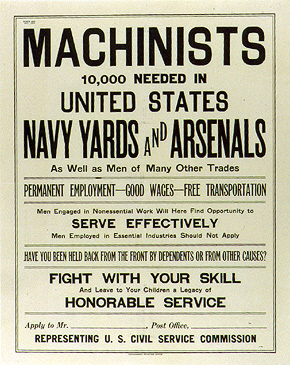 MACHINISTS
10,000 NEEDED IN
UNITED STATES
NAVY YARDS AND ARSENALS
As Well as Men of Many Other Trades
PERMANENT EMPLOYMENT—GOOD WAGES—FREE TRANSPORTATION
Men Engaged in Nonessential Work Will Here Find Opportunity to
SERVE EFFECTIVELY
Men Employed in Essential Industries Should Not Apply
HAVE YOU BEEN HELD BACK FROM THE FRONT BY DEPENDENTS OR FROM OTHER CAUSES?
FIGHT WITH YOUR SKILL
And Leave to Your Children a Legacy of
HONORABLE SERVICE
Apply to Mr. , Post Office,
REPRESENTING U. S. CIVIL SERVICE COMMISSION